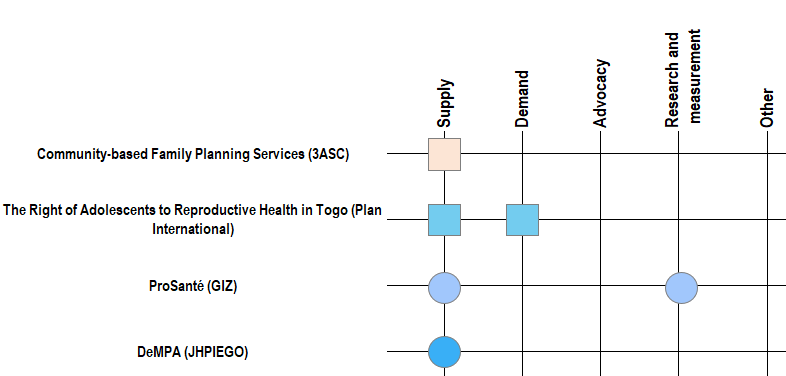 Supply
Demand
Advocacy
Research and
measurement
Other
Community-based Family Planning Services (3ASC)
The Right of Adolescents to Reproductive Health in Togo (Plan
International)
ProSanté (GIZ)
DeMPA (JHPIEGO)